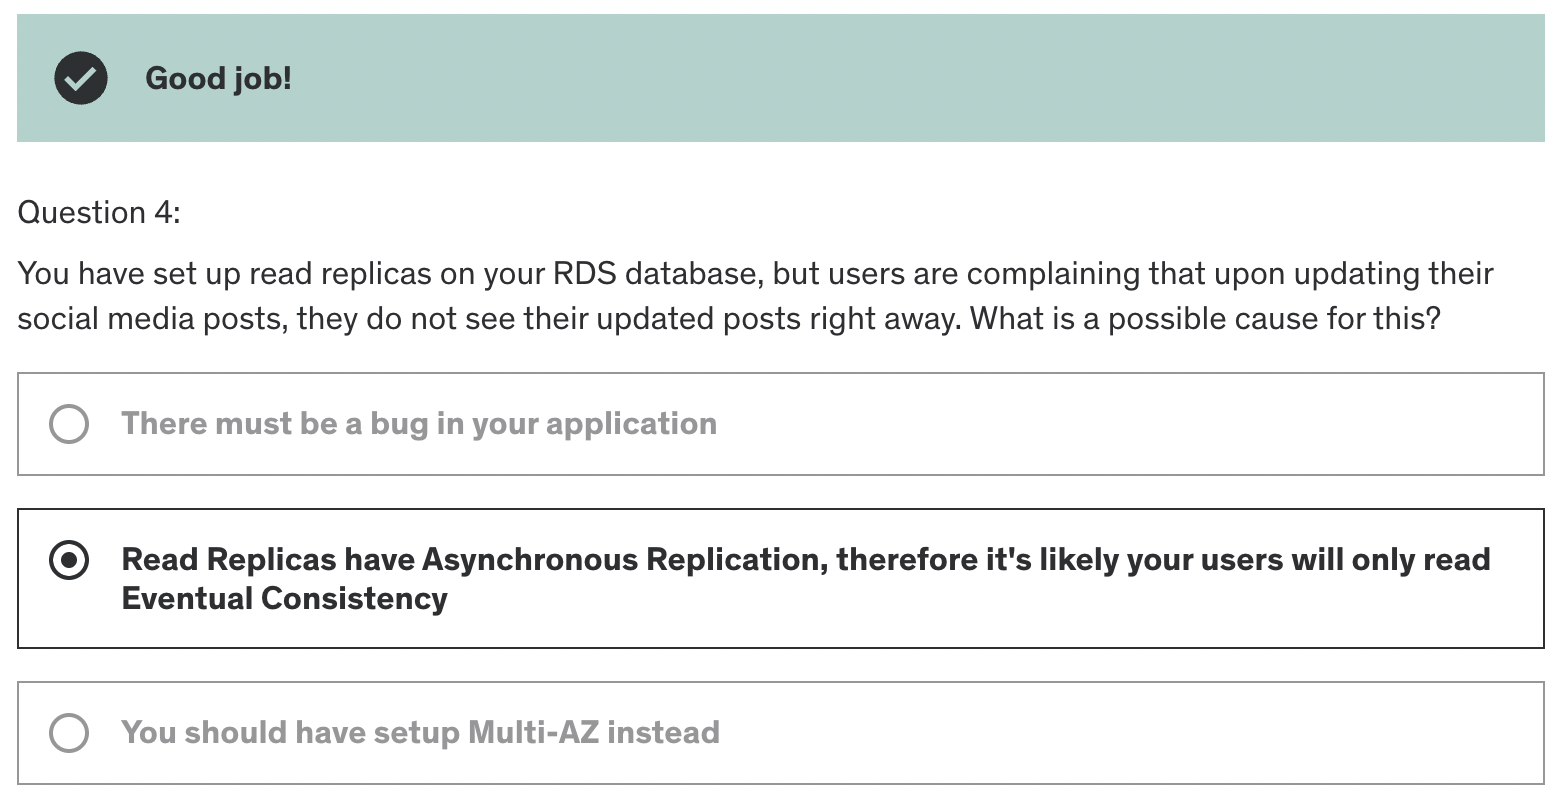 Good job!
Question 4:
You have set up read replicas on your RDS database, but users are complaining that upon updating their
social media posts, they do not see their updated posts right away. What is a possible cause for this?
There must be a bug in your application
Read Replicas have Asynchronous Replication, therefore it's likely your users will only read
Eventual Consistency
You should have setup Multi-AZ instead